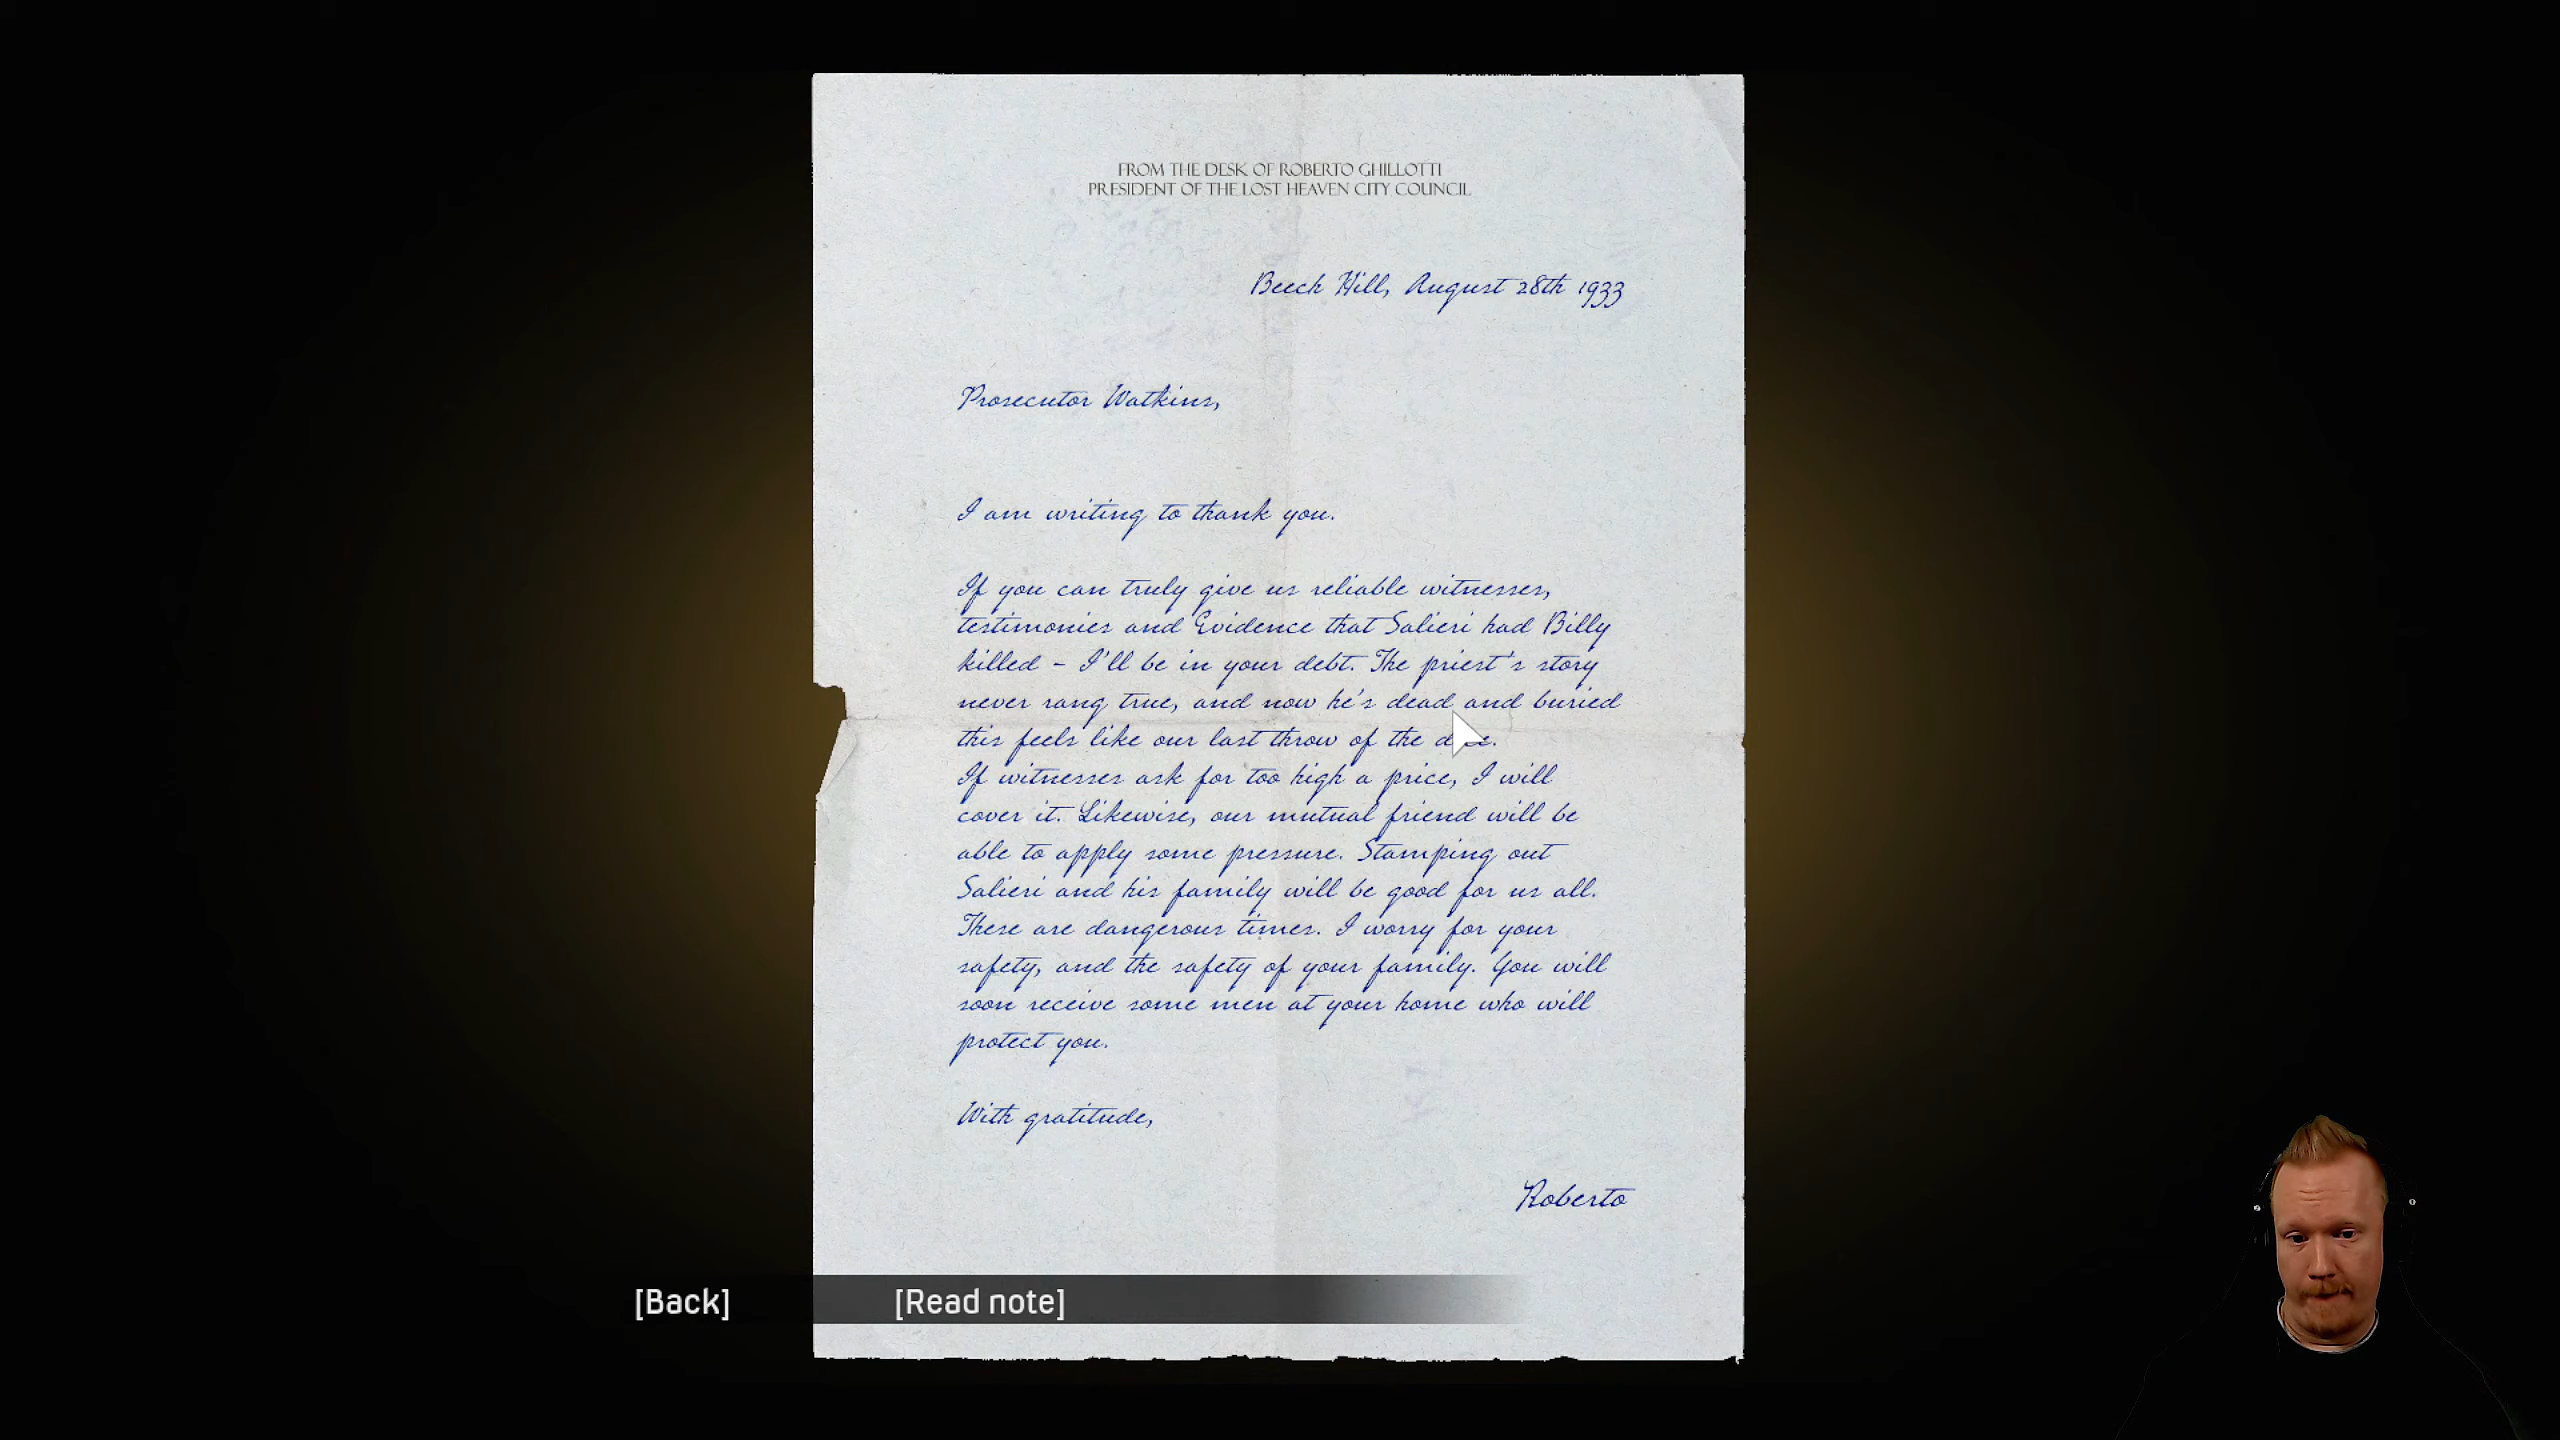 FROM THE DESK OF ROBERTO GHILLOTTI
PRESIDENT OF THE LOST HEAVEN CITY COUNCIL
Beech Hill, August 28th 1933
Prosecutor Watkins,
I am writing to thank you.
If you can truly give us reliable witnesses,
testimonies and Evidence that Salieri had Billy
killed – I'll be in your debt. The priest's story
never rang true, and now he's dead and buried
this feels like our last throw of the
If witnesses ask for too high a price, I will
cover it. Likewise, our mutual friend will be
able to apply some pressure. Stamping out
Salieri and his family will be good for us all.
These are dangerous times. I worry for your
safety, and the safety of your family. You will
soon receive some men at your home who will
protect you.
With gratitude,
Roberto
[Back] [Read note]